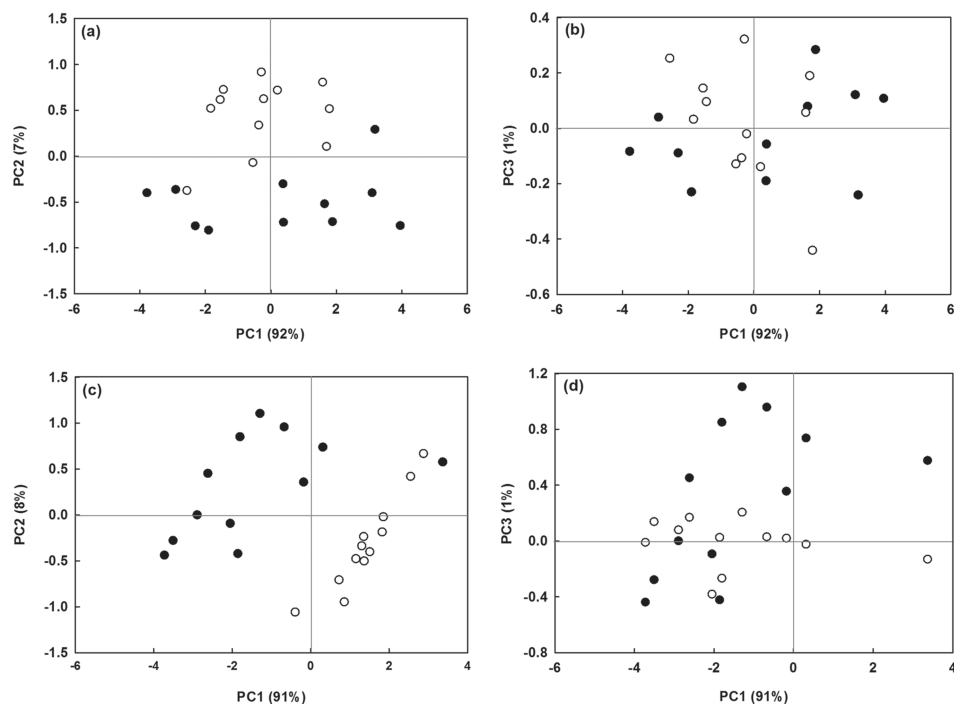 (a)
1.5
1.0
0.5
0.0
-0.5
-1.0
-1.5
PC2 (7%)
-6 -4 -2 0 2 4 6
PC1 (92%)
(b)
0.4
0.2
0.0
-0.2
-0.4
-0.6
PC3 (1%)
-6 -4 -2 0 2 4 6
PC1 (92%)
(c)
1.5
1.0
0.5
0.0
-0.5
-1.0
-1.5
PC2 (8%)
-6 -4 -2 0 2 4
PC1 (91%)
(d)
1.2
0.8
0.4
0.0
-0.4
-0.8
PC3 (1%)
-6 -4 -2 0 2 4
PC1 (91%)